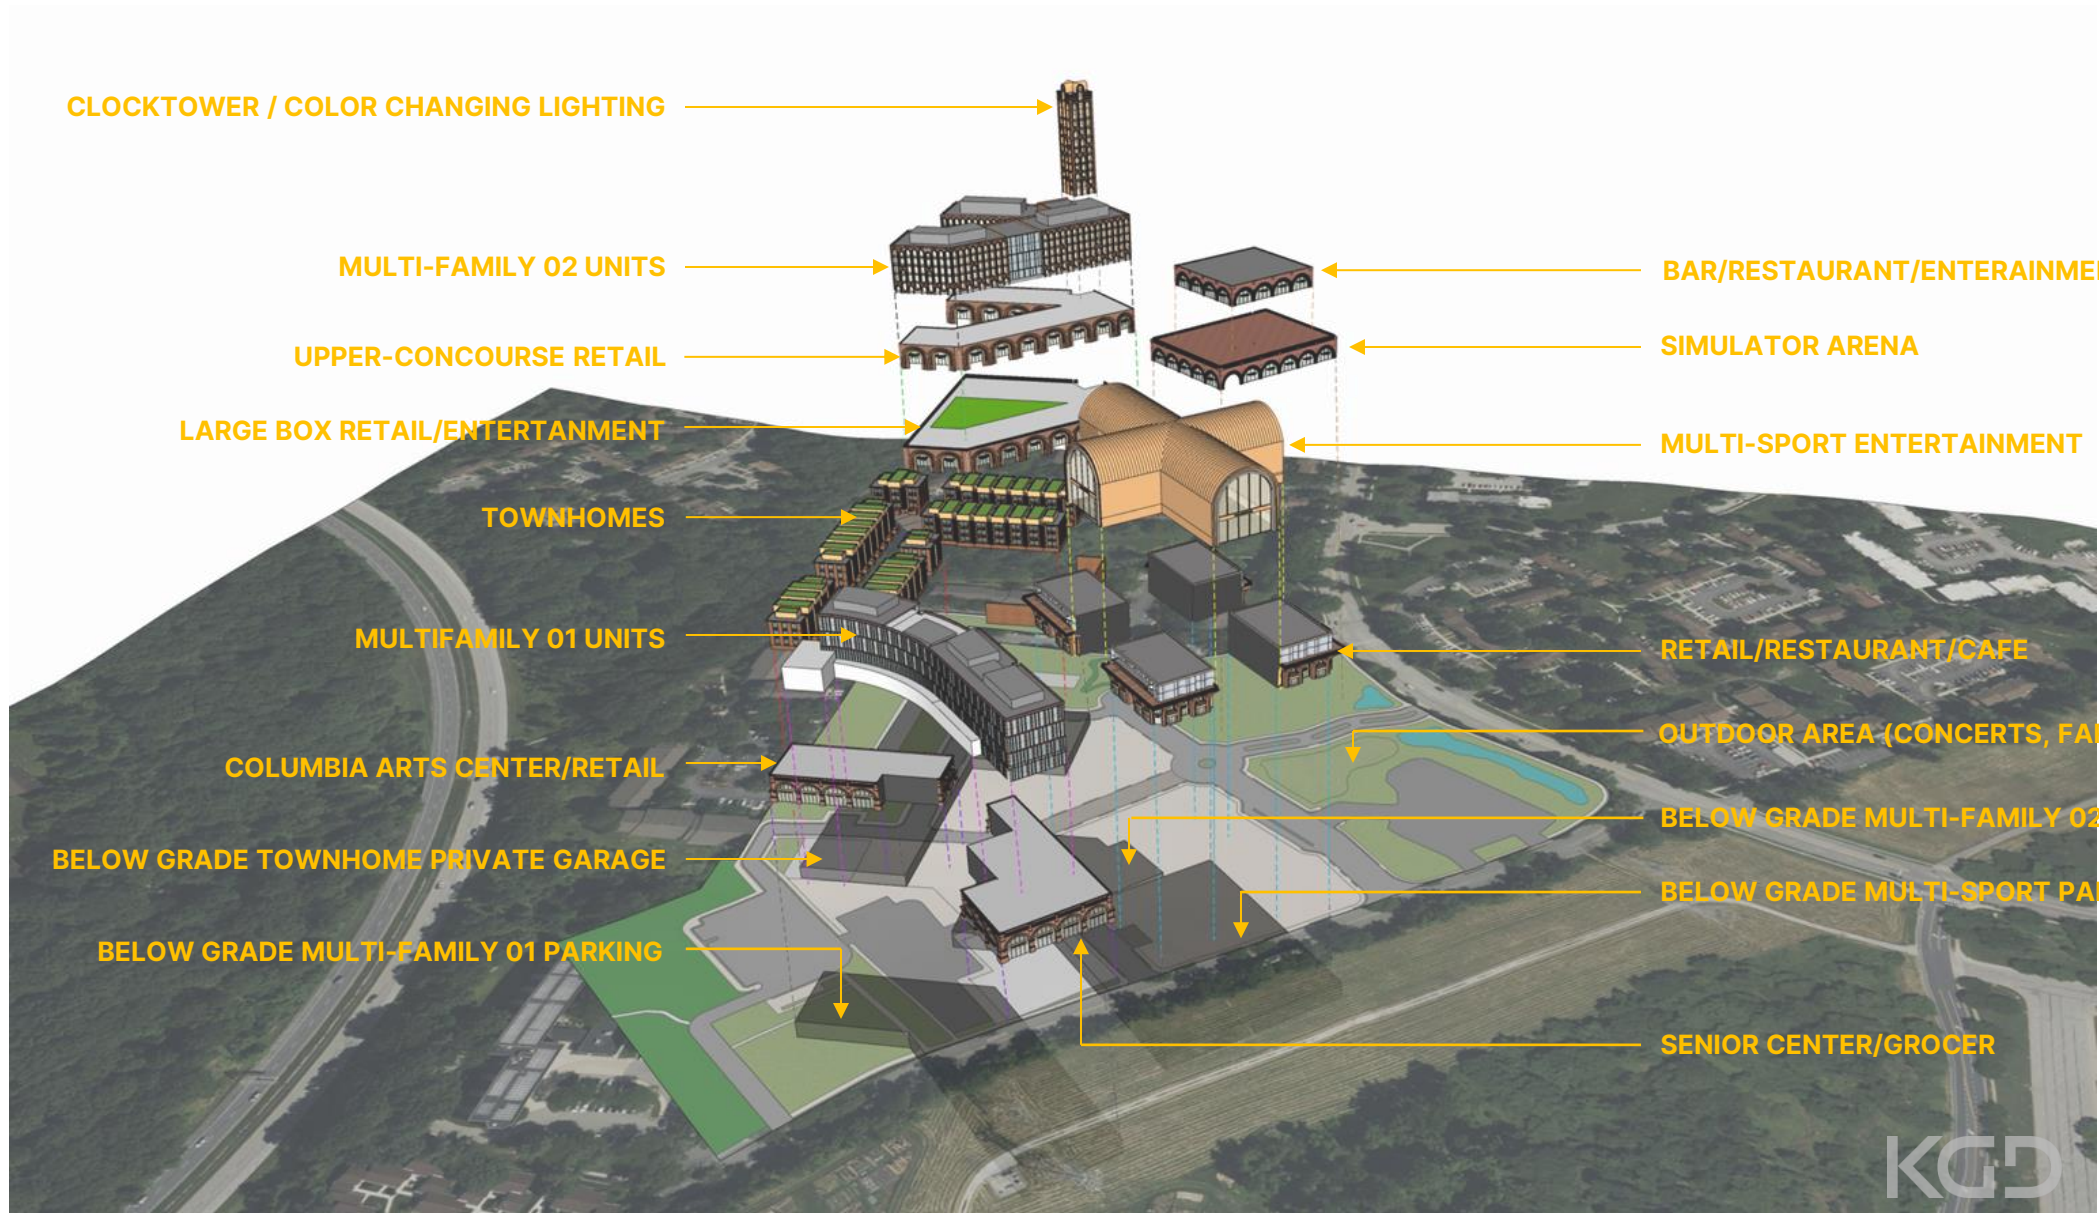 CLOCKTOWER / COLOR CHANGING LIGHTING
MULTI-FAMILY 02 UNITS
UPPER-CONCOURSE RETAIL
LARGE BOX RETAIL/ENTERTANMENT
TOWNHOMES
MULTIFAMILY 01 UNITS
COLUMBIA ARTS CENTER/RETAIL
BELOW GRADE TOWNHOME PRIVATE GARAGE
BELOW GRADE MULTI-FAMILY 01 PARKING
BAR/RESTAURANT/ENTERAINME
SIMULATOR ARENA
MULTI-SPORT ENTERTAINMENT
RETAIL/RESTAURANT/CAFE
OUTDOOR AREA (CONCERTS, FA
BELOW GRADE MULTI-FAMILY 02
BELOW GRADE MULTI-SPORT PA
SENIOR CENTER/GROCER
KGD